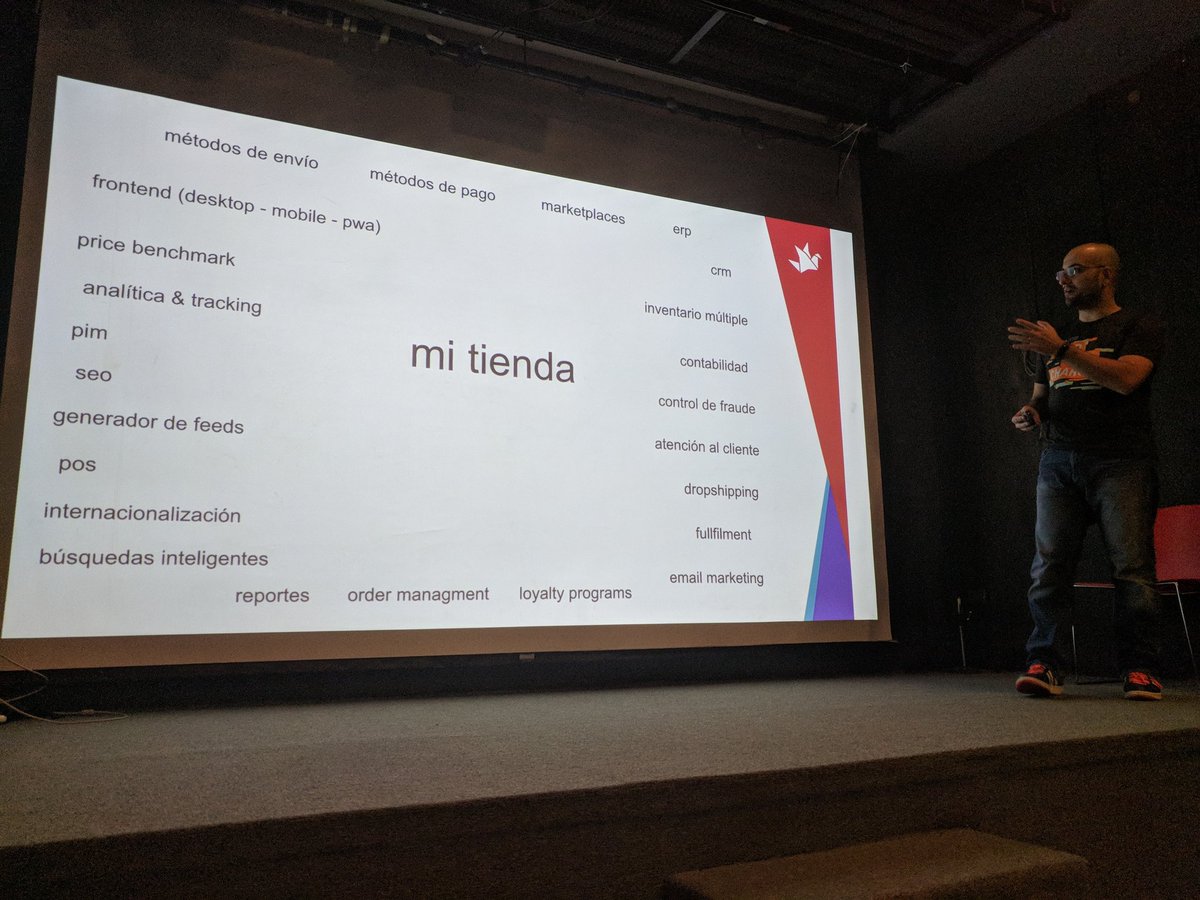 métodos de envío
métodos de pago
marketplaces
erp
frontend (desktop - mobile - pwa)
crm
price benchmark
analítica & tracking
inventario múltiple
pim
mi tienda
contabilidad
seo
control de fraude
generador de feeds
atención al cliente
pos
dropshipping
internacionalización
fullfilment
búsquedas inteligentes
email marketing
reportes
order managment
loyalty programs